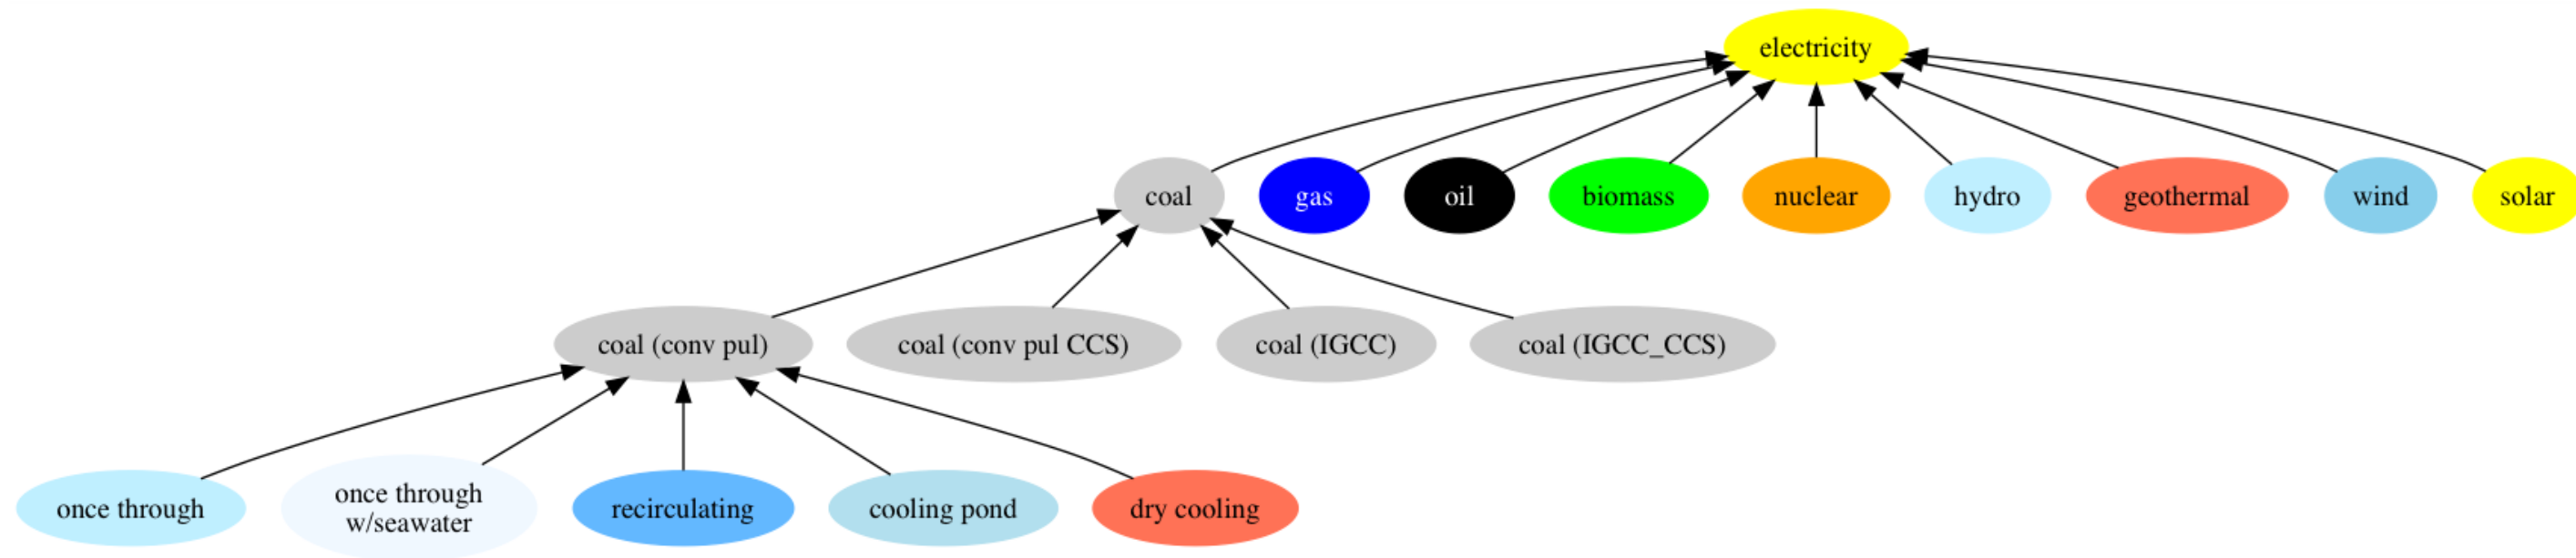 electricity
coal
gas
oil
biomass
nuclear
hydro
geothermal
wind
solar
coal (conv pul)
coal (conv pul CCS)
coal (IGCC)
coal (IGCC_CCS)
once through
once through
w/seawater
recirculating
cooling pond
dry cooling